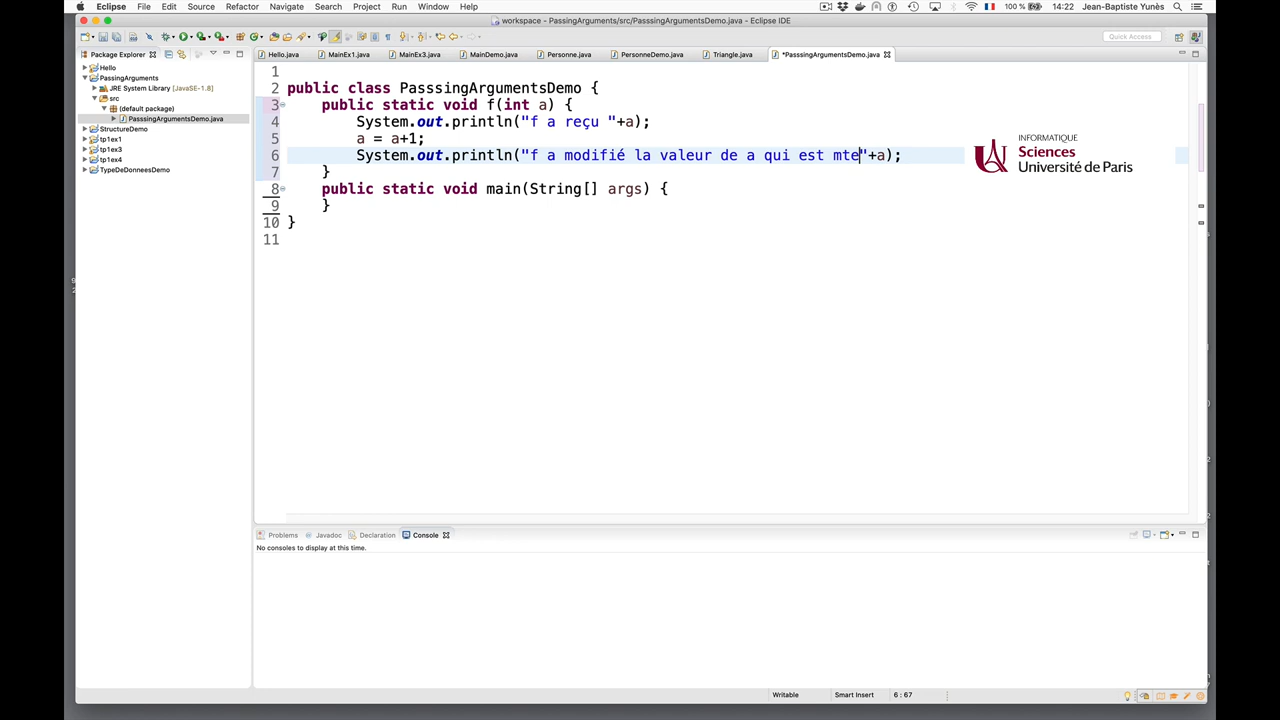 Eclipse File Edit Source Refactor Navigate Search Project Run Window Help 100 % 14:22 Jean-Baptiste Yunès
workspace - PassingArguments/src/PasssingArgumentsDemo.java - Eclipse IDE
Quick Access
Package Explorer
Hello.java MainEx1.java MainEx3.java MainDemo.java Personne.java PersonneDemo.java Triangle.java *PasssingArgumentsDemo.java
Hello
PassingArguments
JRE System Library [JavaSE-1.8]
src
(default package)
PasssingArgumentsDemo.java
StructureDemo
tp1ex1
tp1ex3
tp1ex4
TypeDeDonneesDemo
1
2 public class PasssingArgumentsDemo {
3 public static void f(int a) {
4 System.out.println("f a reçu "+a);
5 a = a+1;
6 System.out.println("f a modifié la valeur de a qui est mte"+a);
7 }
8 public static void main(String[] args) {
9 }
10 }
11
INFORMATIQUE
Sciences
Université de Paris
Problems Javadoc Declaration Console
No consoles to display at this time.
Writable Smart Insert 6 : 67